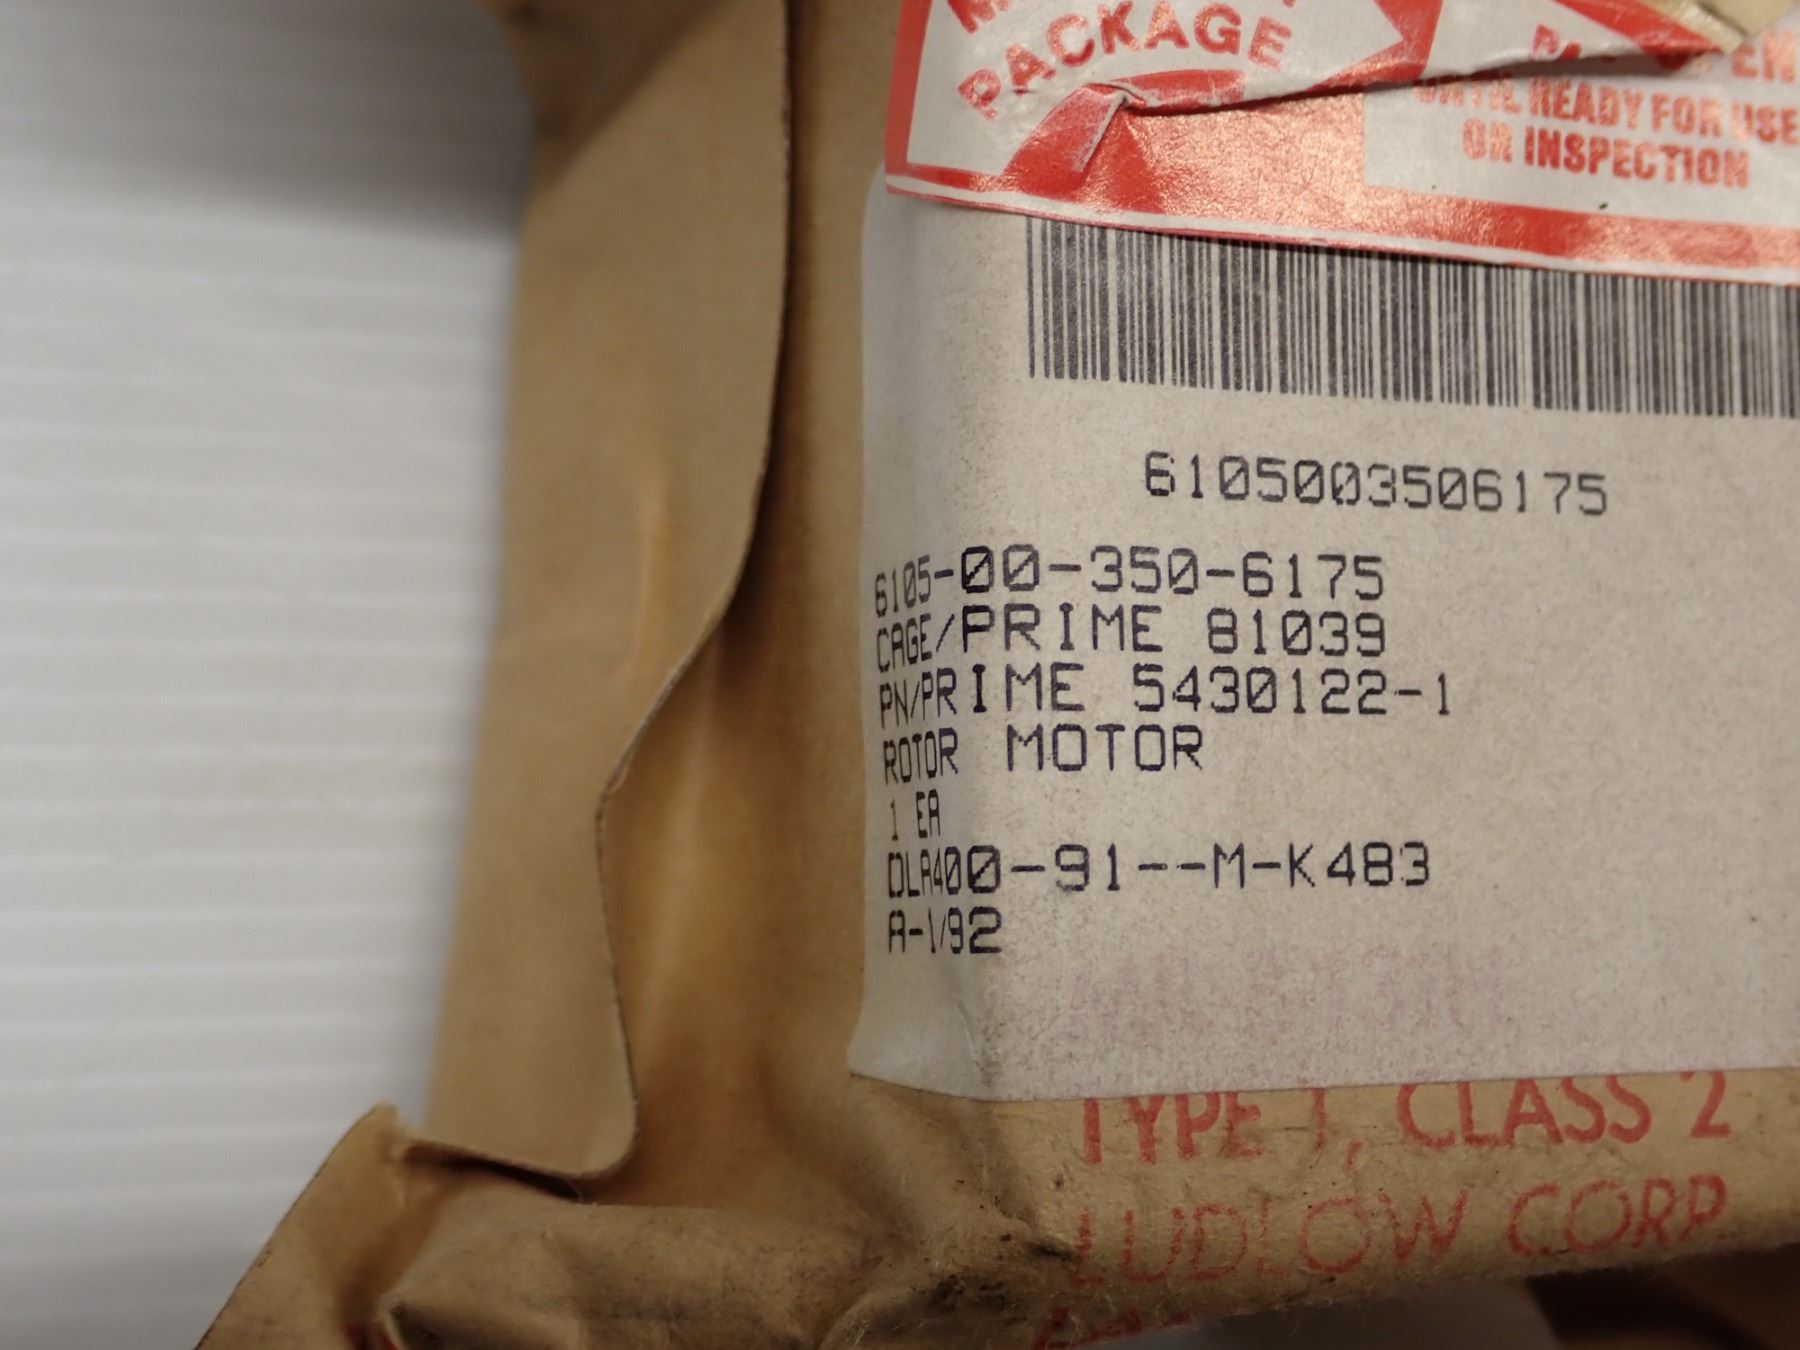 PACKAGE
UNTIL READY FOR USE
OR INSPECTION
6105003506175
6105-00-350-6175
CAGE/PRIME 81039
PN/PRIME 5430122-1
ROTOR MOTOR
1 EA
DLA400-91--M-K483
A-1/92
TYPE 1, CLASS 2
LUDLOW CORP.